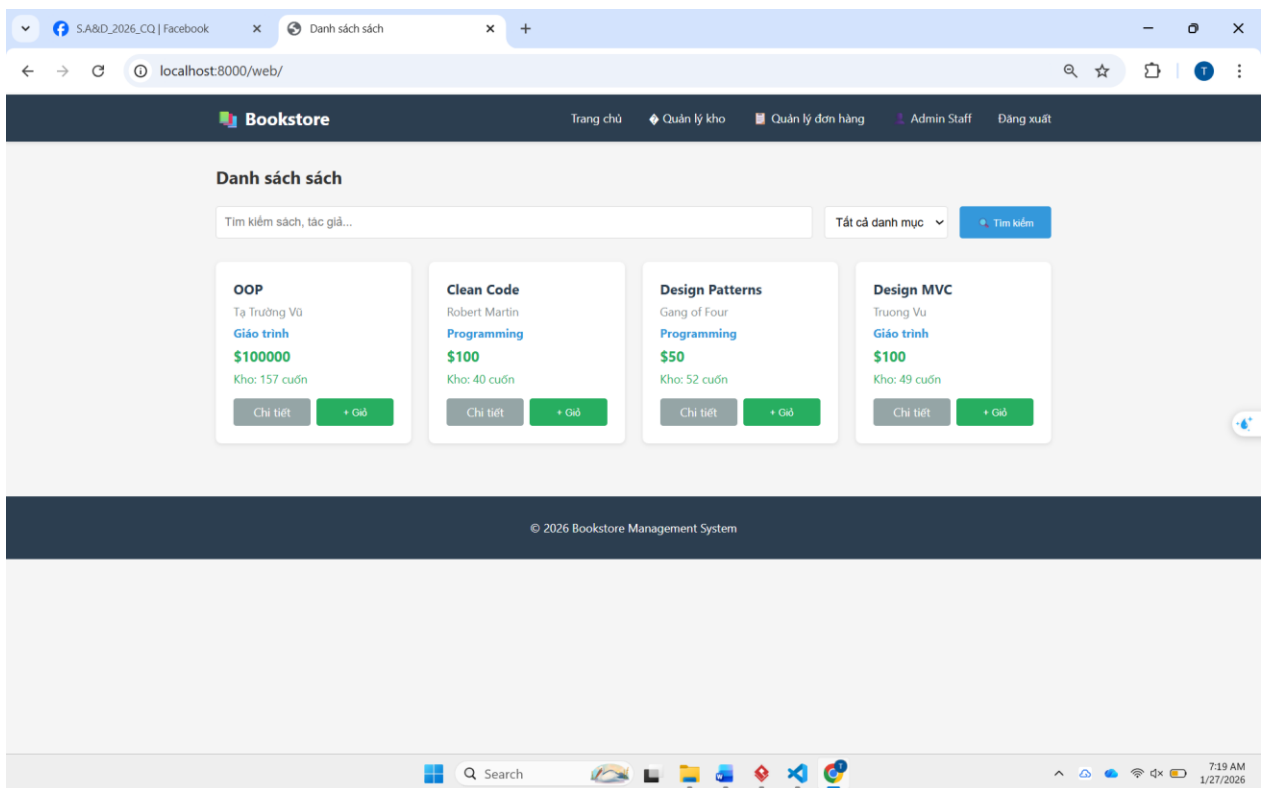 S.A&D_2026_CQ | Facebook
Danh sách sách
localhost:8000/web/
T
Bookstore
Trang chủ
Quản lý kho
Quản lý đơn hàng
Admin Staff
Đăng xuất
Danh sách sách
Tìm kiếm sách, tác giả...
Tất cả danh mục
Tìm kiếm
OOP
Tạ Trường Vũ
Giáo trình
$100000
Kho: 157 cuốn
Chi tiết
+ Giỏ
Clean Code
Robert Martin
Programming
$100
Kho: 40 cuốn
Chi tiết
+ Giỏ
Design Patterns
Gang of Four
Programming
$50
Kho: 52 cuốn
Chi tiết
+ Giỏ
Design MVC
Truong Vu
Giáo trình
$100
Kho: 49 cuốn
Chi tiết
+ Giỏ
© 2026 Bookstore Management System
Search
7:19 AM
1/27/2026